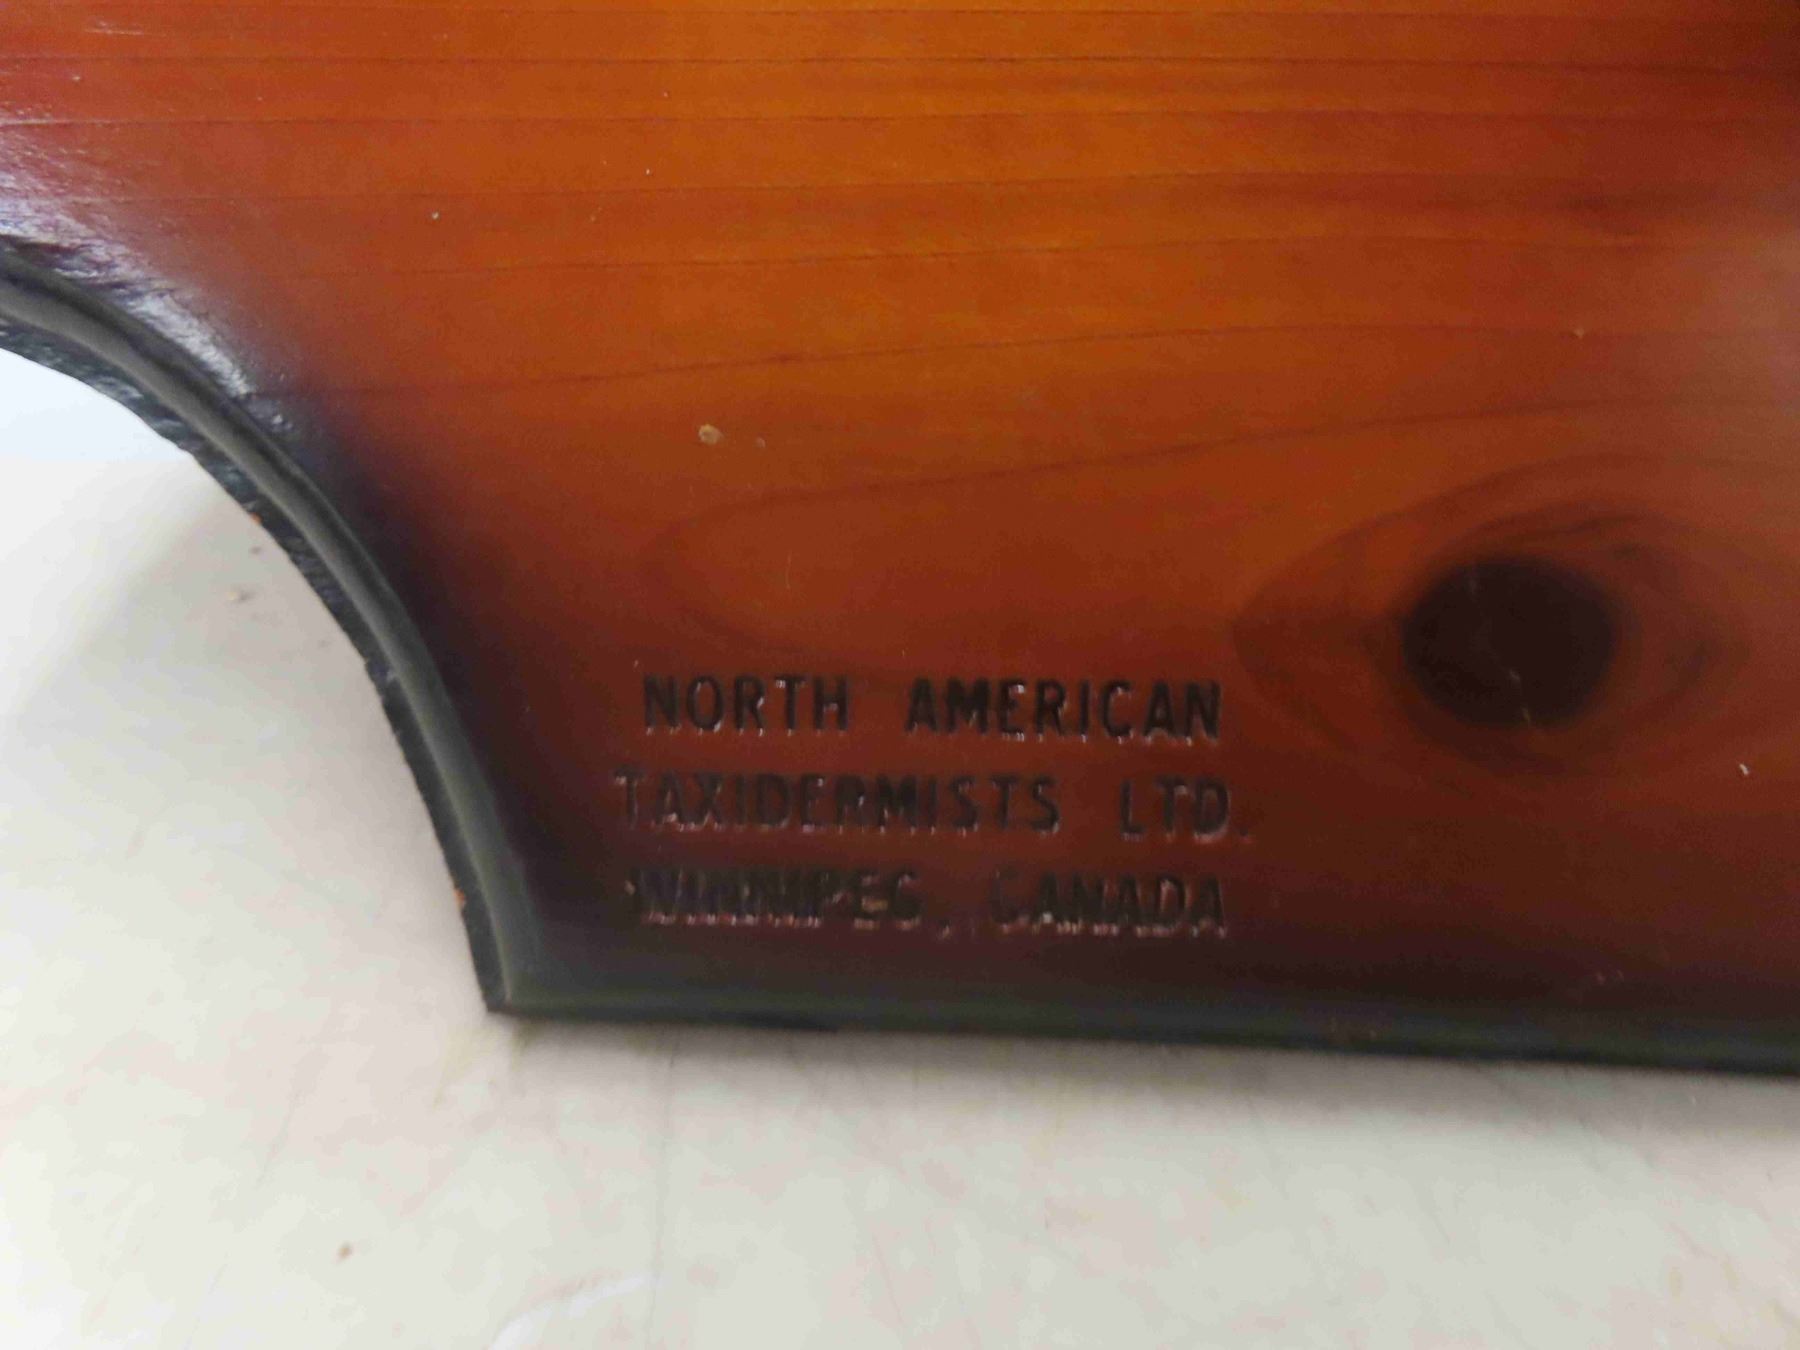 NORTH AMERICAN
TAXIDERMISTS LTD.
WINNIPEG, CANADA